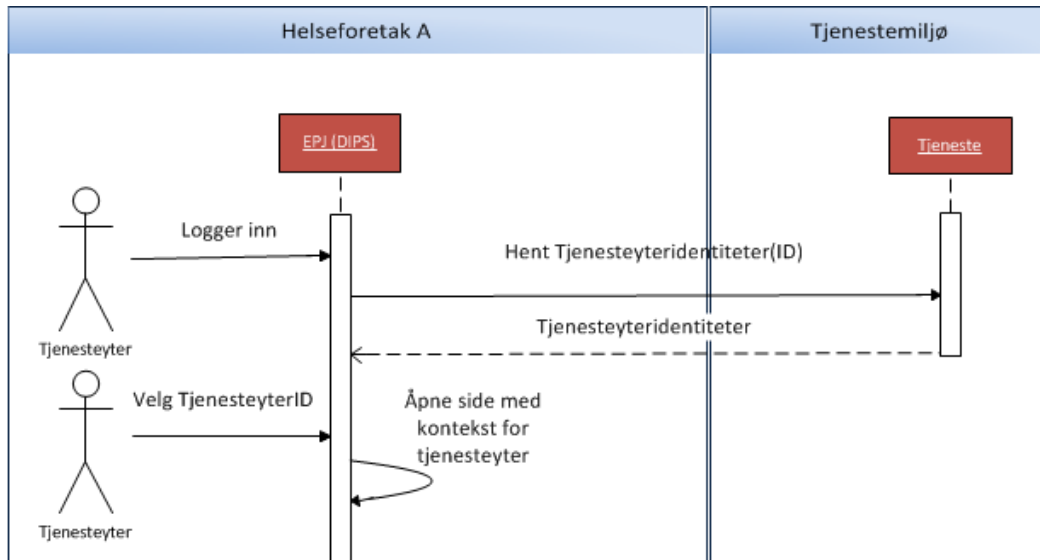 Helseforetak A
Tjenestemiljø
EPJ (DIPS)
Tjeneste
Logger inn
Hent Tjenesteyteridentiteter(ID)
Tjenesteyteridentiteter
Tjenesteyter
Velg TjenesteyterID
Åpne side med
kontekst for
tjenesteyter
Tjenesteyter